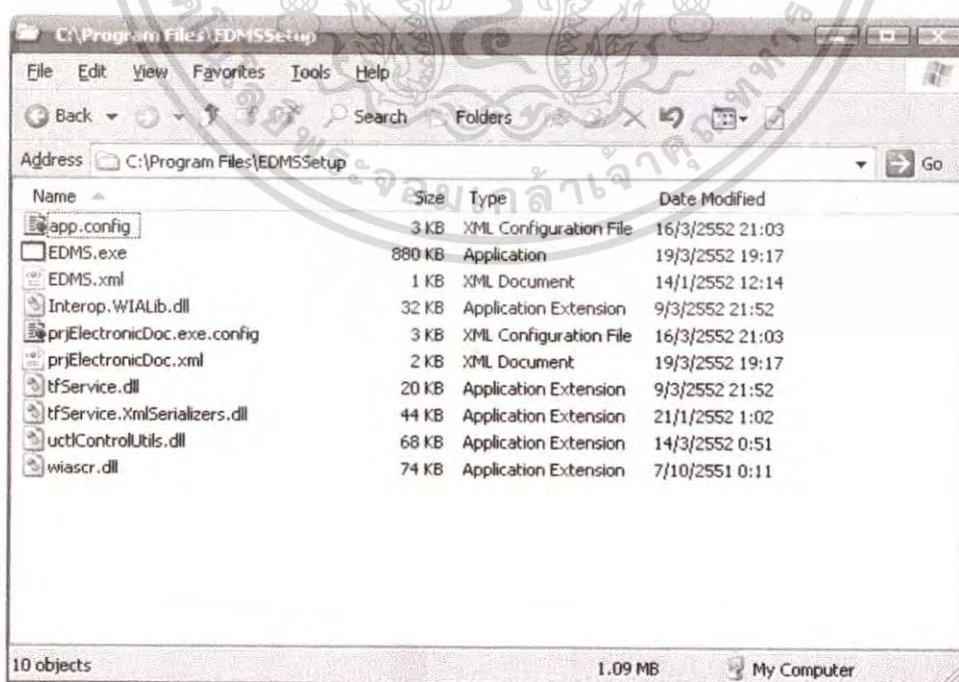 C:\Program Files\EDMSSetup
File Edit View Favorites Tools Help
Back Search Folders
Address C:\Program Files\EDMSSetup Go
Name Size Type Date Modified
app.config 3 KB XML Configuration File 16/3/2552 21:03
EDMS.exe 880 KB Application 19/3/2552 19:17
EDMS.xml 1 KB XML Document 14/1/2552 12:14
Interop.WIALib.dll 32 KB Application Extension 9/3/2552 21:52
prjElectronicDoc.exe.config 3 KB XML Configuration File 16/3/2552 21:03
prjElectronicDoc.xml 2 KB XML Document 19/3/2552 19:17
tfService.dll 20 KB Application Extension 9/3/2552 21:52
tfService.XmlSerializers.dll 44 KB Application Extension 21/1/2552 1:02
uctlControlUtils.dll 68 KB Application Extension 14/3/2552 0:51
wiascr.dll 74 KB Application Extension 7/10/2551 0:11
10 objects 1.09 MB My Computer